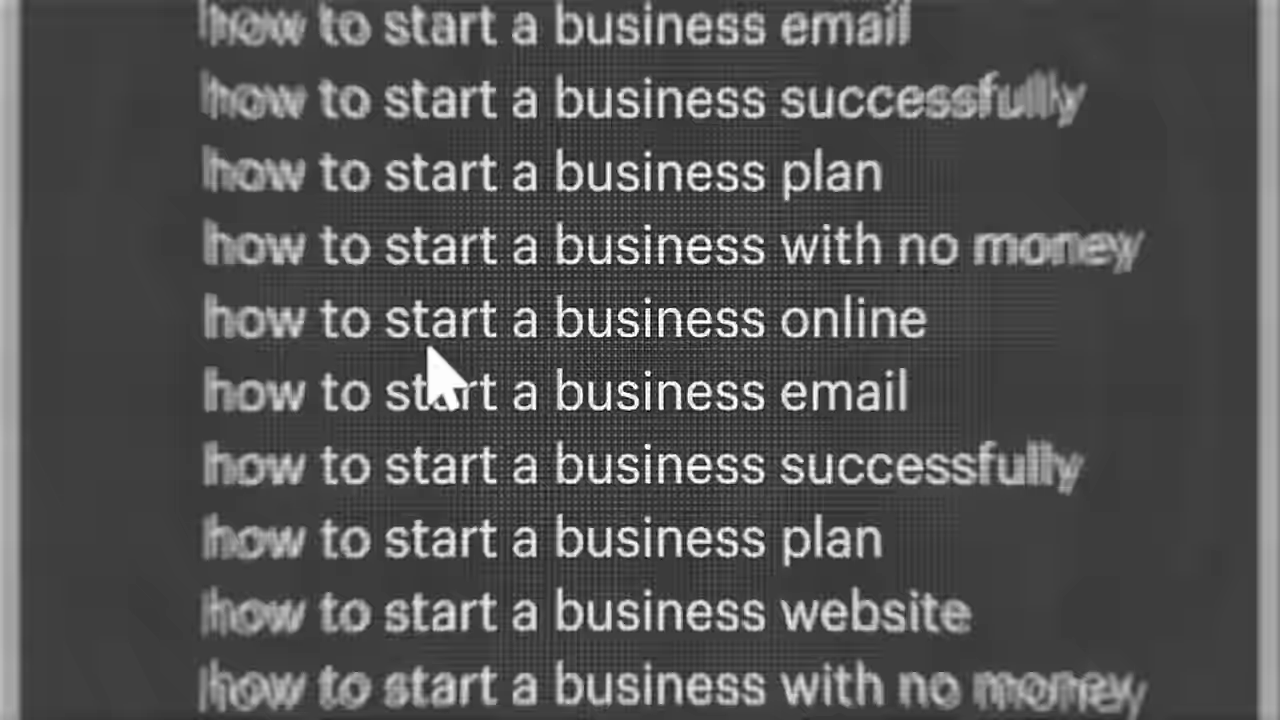 how to start a business email
how to start a business successfully
how to start a business plan
how to start a business with no money
how to start a business online
how to start a business email
how to start a business successfully
how to start a business plan
how to start a business website
how to start a business with no money